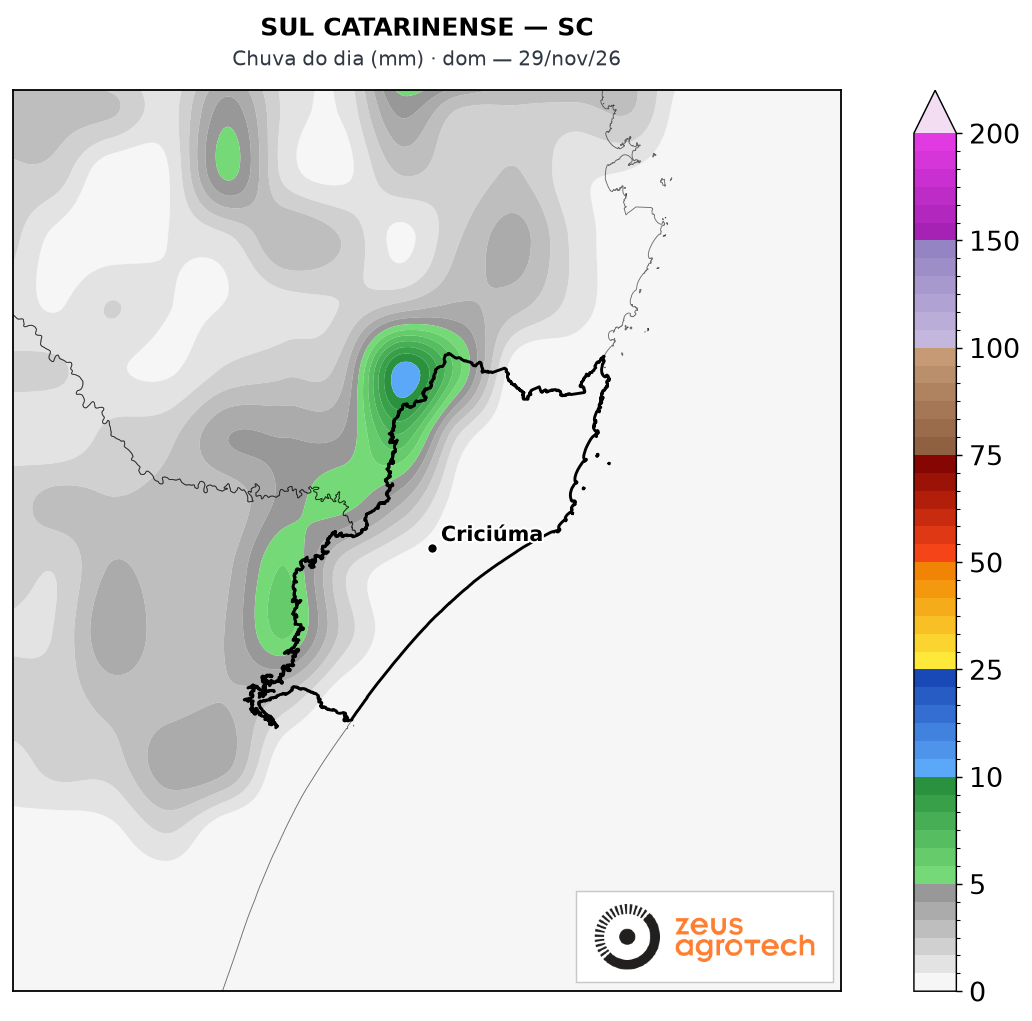 SUL CATARINENSE — SC
Chuva do dia (mm) · dom — 29/nov/26
200
150
100
75
50
25
10
5
0
Criciúma
zeus
agrotech